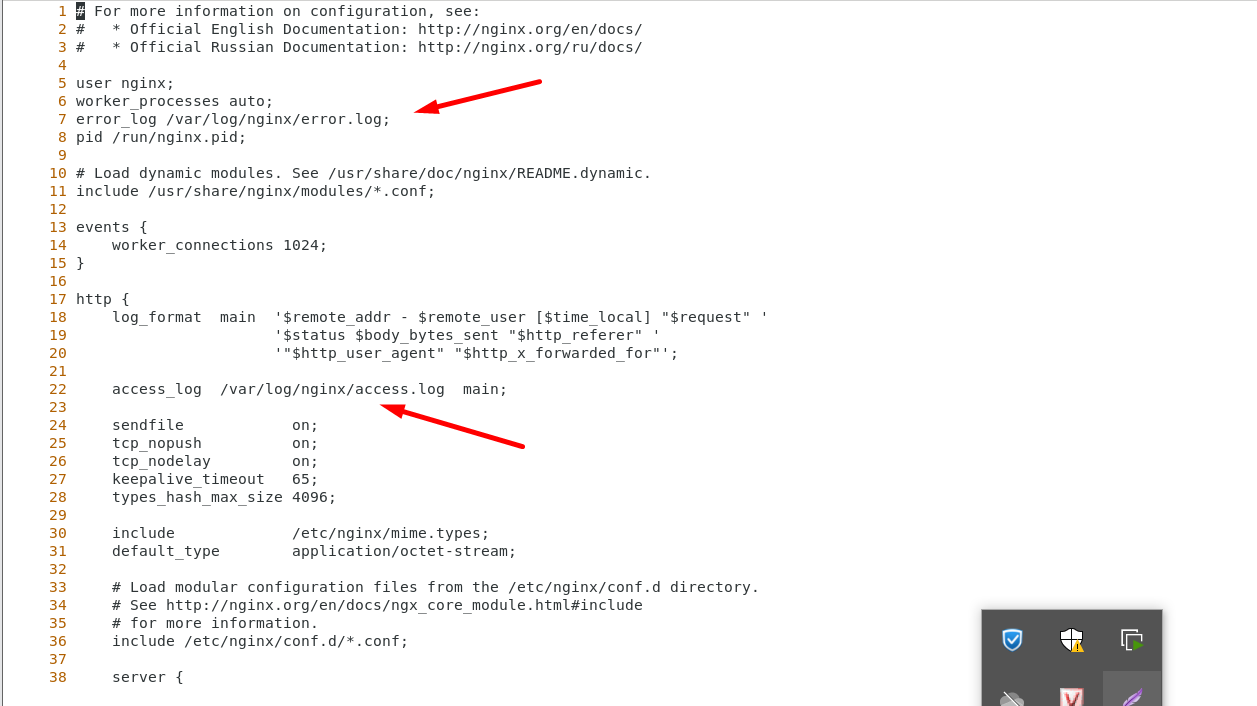 1 # For more information on configuration, see:
2 #   * Official English Documentation: http://nginx.org/en/docs/
3 #   * Official Russian Documentation: http://nginx.org/ru/docs/
4
5 user nginx;
6 worker_processes auto;
7 error_log /var/log/nginx/error.log;
8 pid /run/nginx.pid;
9
10 # Load dynamic modules. See /usr/share/doc/nginx/README.dynamic.
11 include /usr/share/nginx/modules/*.conf;
12
13 events {
14     worker_connections 1024;
15 }
16
17 http {
18     log_format  main  '$remote_addr - $remote_user [$time_local] "$request" '
19                       '$status $body_bytes_sent "$http_referer" '
20                       '"$http_user_agent" "$http_x_forwarded_for"';
21
22     access_log  /var/log/nginx/access.log  main;
23
24     sendfile            on;
25     tcp_nopush          on;
26     tcp_nodelay         on;
27     keepalive_timeout   65;
28     types_hash_max_size 4096;
29
30     include             /etc/nginx/mime.types;
31     default_type        application/octet-stream;
32
33     # Load modular configuration files from the /etc/nginx/conf.d directory.
34     # See http://nginx.org/en/docs/ngx_core_module.html#include
35     # for more information.
36     include /etc/nginx/conf.d/*.conf;
37
38     server {